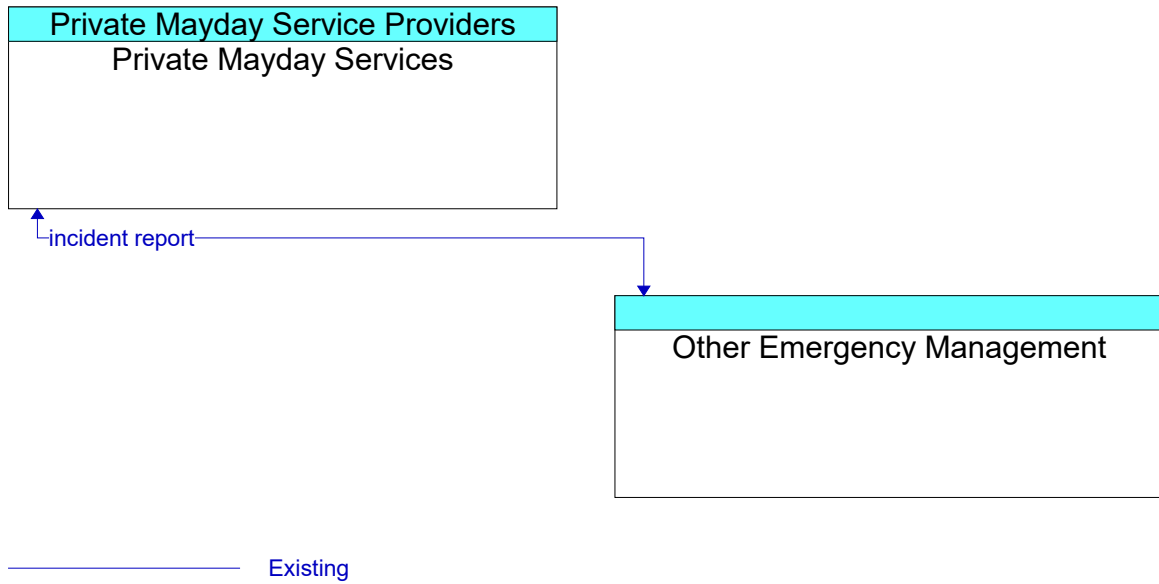 Private Mayday Service Providers
Private Mayday Services
incident report
Other Emergency Management
Existing